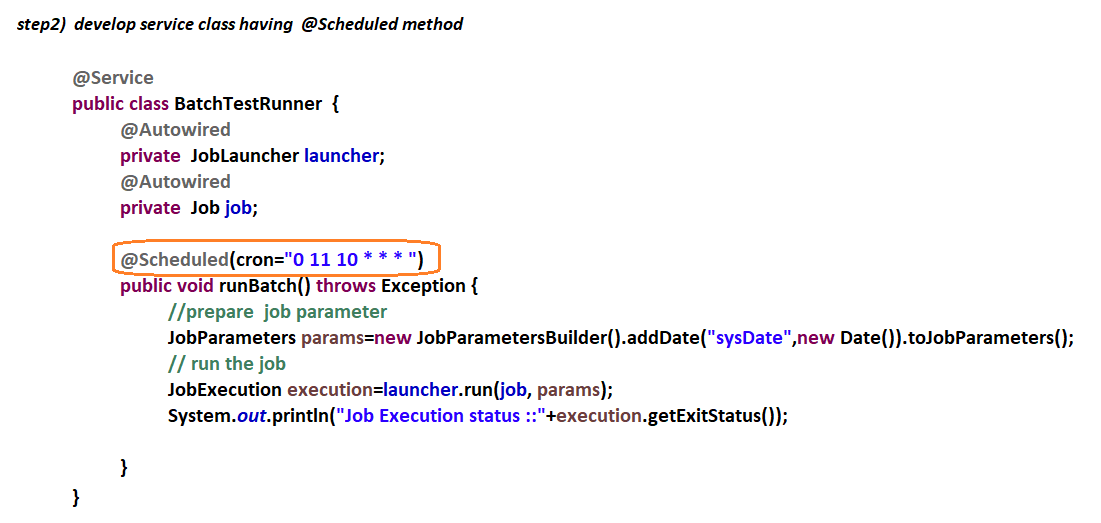 step2)  develop service class having  @Scheduled method
@Service
public class BatchTestRunner  {
@Autowired
private  JobLauncher launcher;
@Autowired
private  Job job;
@Scheduled(cron="0 11 10 * * * ")
public void runBatch() throws Exception {
//prepare  job parameter
JobParameters params=new JobParametersBuilder().addDate("sysDate",new Date()).toJobParameters();
// run the job
JobExecution execution=launcher.run(job, params);
System.out.println("Job Execution status ::"+execution.getExitStatus());
}
}